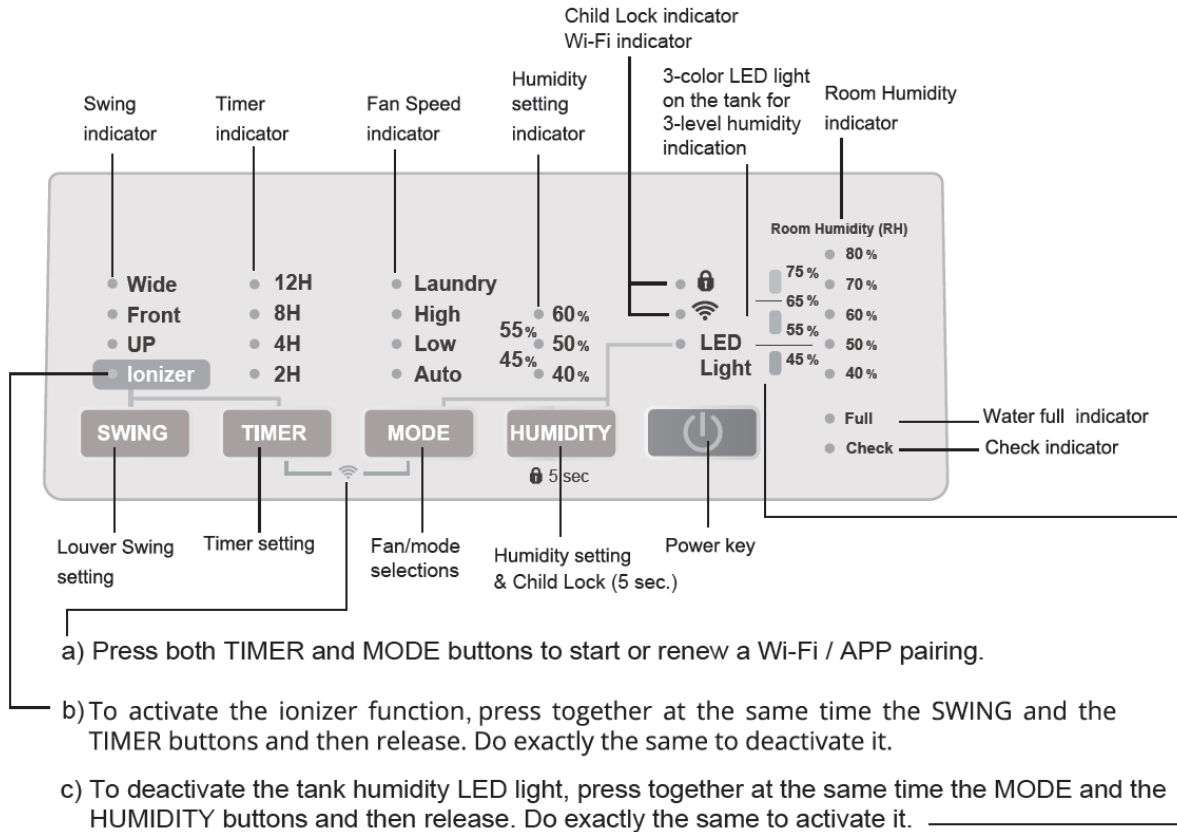 Child Lock indicator
Wi-Fi indicator
Swing
indicator
Timer
indicator
Fan Speed
indicator
Humidity
setting
indicator
3-color LED light
on the tank for
3-level humidity
indication
Room Humidity
indicator
Room Humidity (RH)
Wide
Front
UP
Ionizer
12H
8H
4H
2H
Laundry
High
Low
Auto
60%
55%
50%
45%
40%
LED
Light
75%
65%
55%
45%
80%
70%
60%
50%
40%
Full
Check
Water full indicator
Check indicator
SWING
TIMER
MODE
HUMIDITY
5 sec
Louver Swing
setting
Timer setting
Fan/mode
selections
Humidity setting
& Child Lock (5 sec.)
Power key
a) Press both TIMER and MODE buttons to start or renew a Wi-Fi / APP pairing.
b) To activate the ionizer function, press together at the same time the SWING and the
TIMER buttons and then release. Do exactly the same to deactivate it.
c) To deactivate the tank humidity LED light, press together at the same time the MODE and the
HUMIDITY buttons and then release. Do exactly the same to activate it.